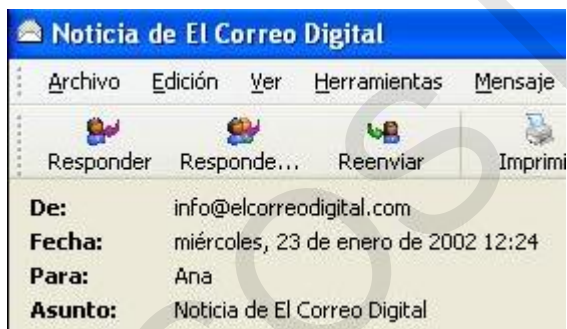 Noticia de El Correo Digital
Archivo Edición Ver Herramientas Mensaje
Responder Responde... Reenviar Imprimi
De: info@elcorreodigital.com
Fecha: miércoles, 23 de enero de 2002 12:24
Para: Ana
Asunto: Noticia de El Correo Digital